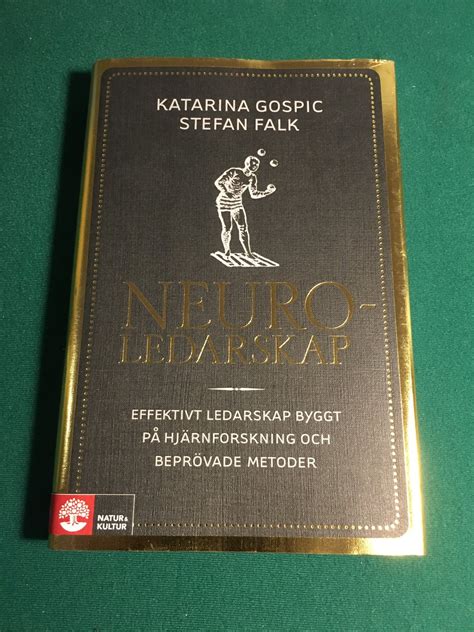 KATARINA GOSPIC
STEFAN FALK
NEURO-
LEDARSKAP
EFFEKTIVT LEDARSKAP BYGGT
PÅ HJÄRNFORSKNING OCH
BEPRÖVADE METODER
NATUR &
KULTUR